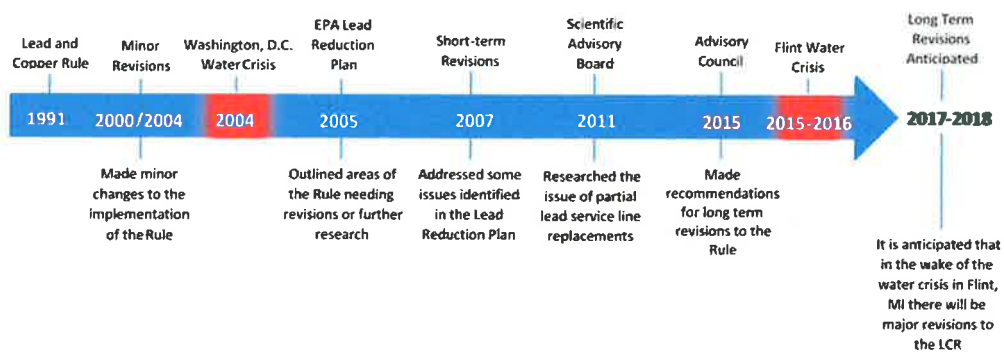 Lead and
Copper Rule
Minor
Revisions
Washington, D.C.
Water Crisis
EPA Lead
Reduction
Plan
Short-term
Revisions
Scientific
Advisory
Board
Advisory
Council
Flint Water
Crisis
Long Term
Revisions
Anticipated
1991
2000/2004
2004
2005
2007
2011
2015
2015-2016
2017-2018
Made minor
changes to the
implementation
of the Rule
Outlined areas of
the Rule needing
revisions or further
research
Addressed some
issues identified
in the Lead
Reduction Plan
Researched the
issue of partial
lead service line
replacements
Made
recommendations
for long term
revisions to the
Rule
It is anticipated that
in the wake of the
water crisis in Flint,
MI there will be
major revisions to
the LCR